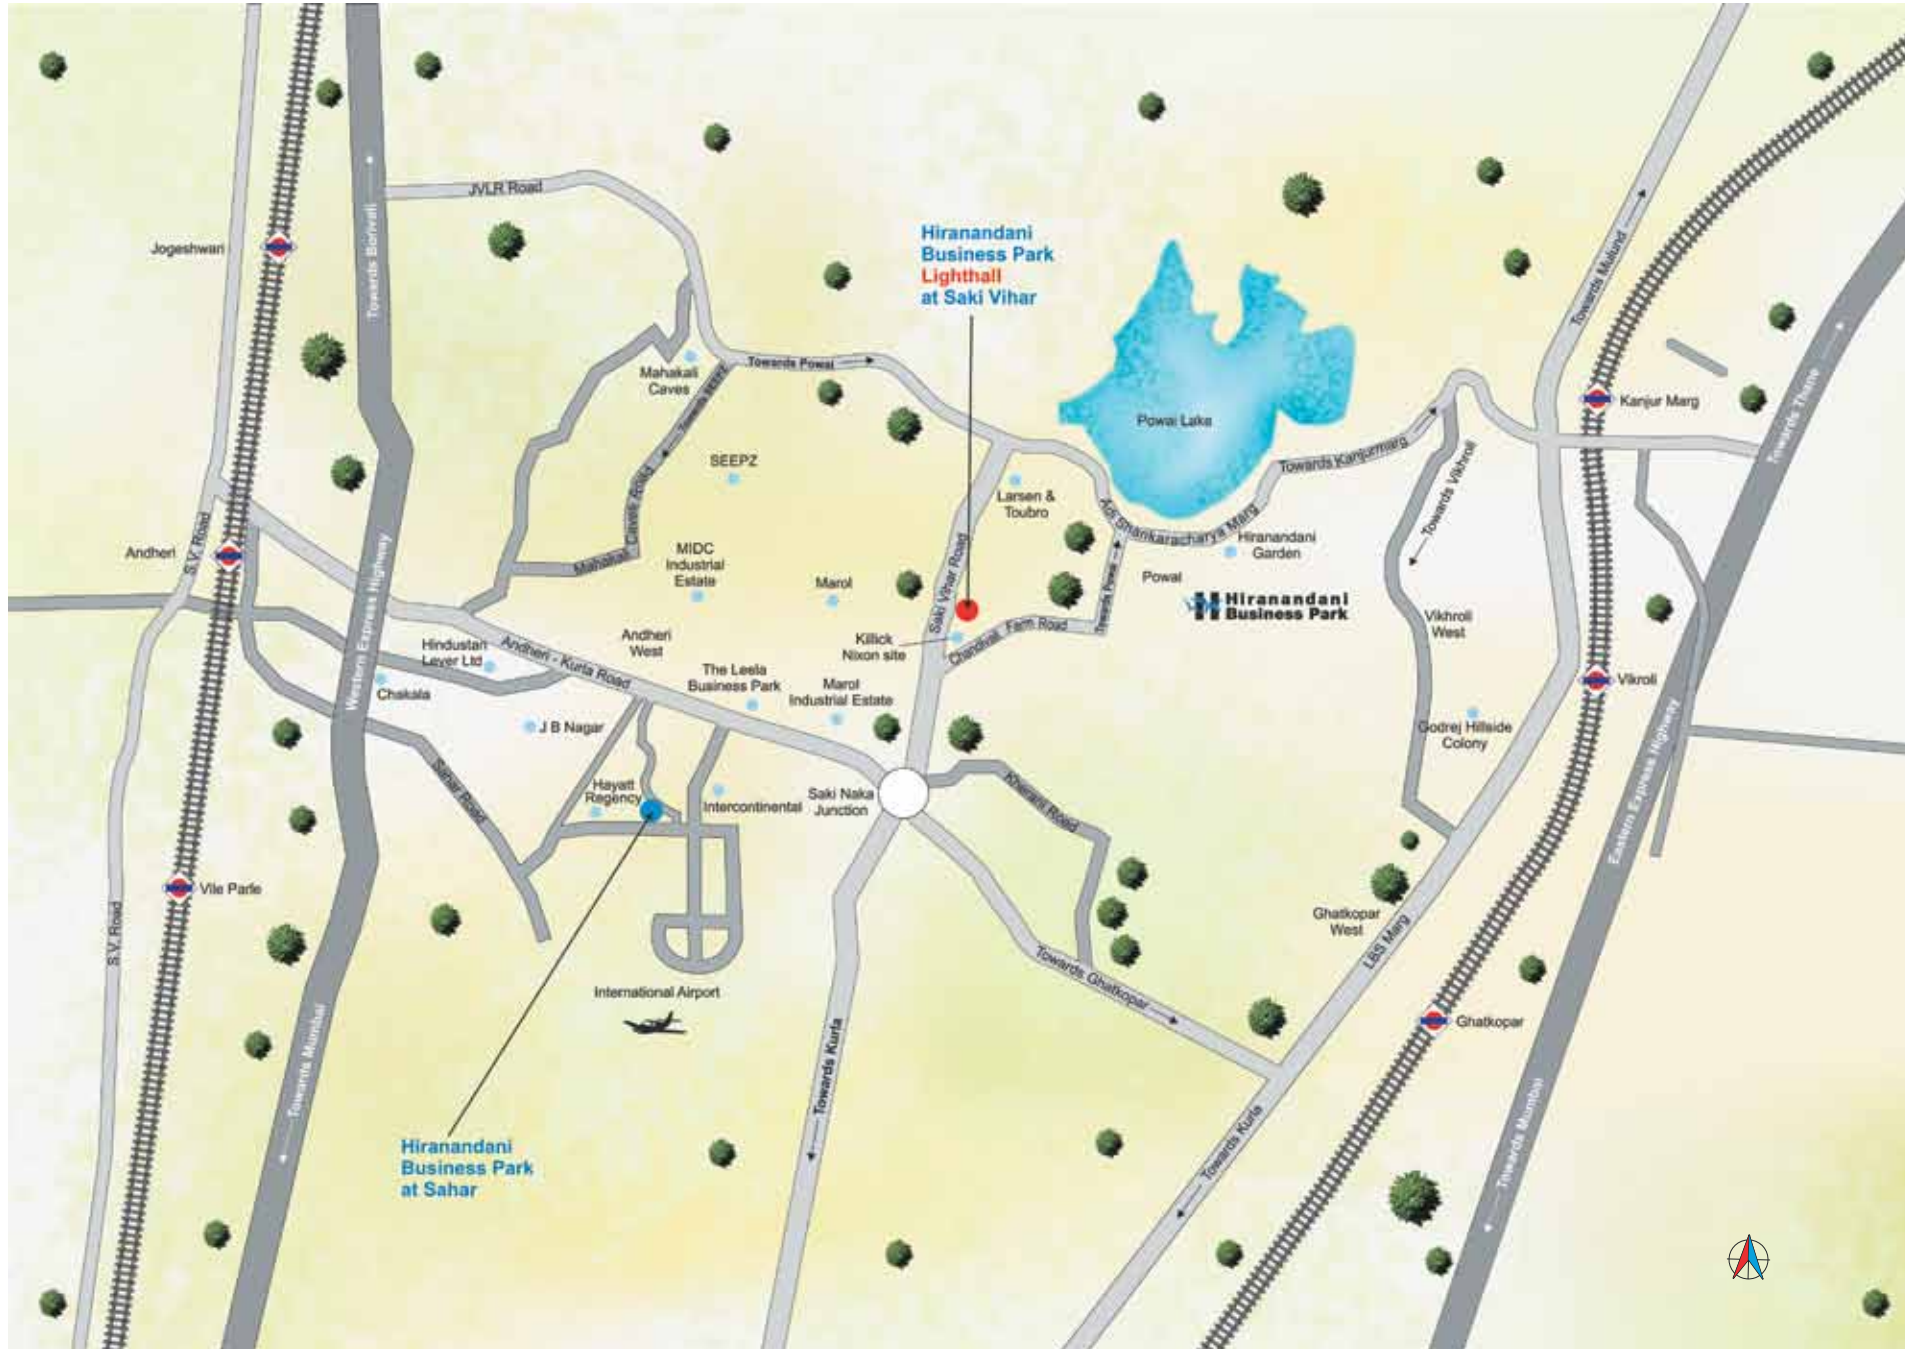 JVLR Road
Towards Borivali
Jogeshwari
Hiranandani
Business Park
Lighthall
at Saki Vihar
Towards Mulund
Towards Powai
Mahakali
Caves
Towards SEEPZ
Powai Lake
Kanjur Marg
Towards Thane
SEEPZ
Towards Kanjurmarg
Towards Vikhroli
Larsen &
Toubro
Adi Shankaracharya Marg
S.V. Road
Andheri
Mahakali Caves Road
MIDC
Industrial
Estate
Marol
Saki Vihar Road
Hiranandani
Garden
Powai
Hiranandani
Business Park
Towards Powai
Western Express Highway
Killick
Nixon site
Chandivali Farm Road
Vikhroli
West
Hindustan
Lever Ltd
Andheri - Kurla Road
Andheri
West
The Leela
Business Park
Marol
Industrial Estate
Vikroli
Chakala
J B Nagar
Godrej Hillside
Colony
Sahar Road
Hayatt
Regency
Intercontinental
Saki Naka
Junction
Kherani Road
Eastern Express Highway
Vile Parle
S.V. Road
Ghatkopar
West
LBS Marg
Towards Ghatkopar
International Airport
Ghatkopar
Towards Mumbai
Towards Kurla
Towards Kurla
Towards Mumbai
Hiranandani
Business Park
at Sahar